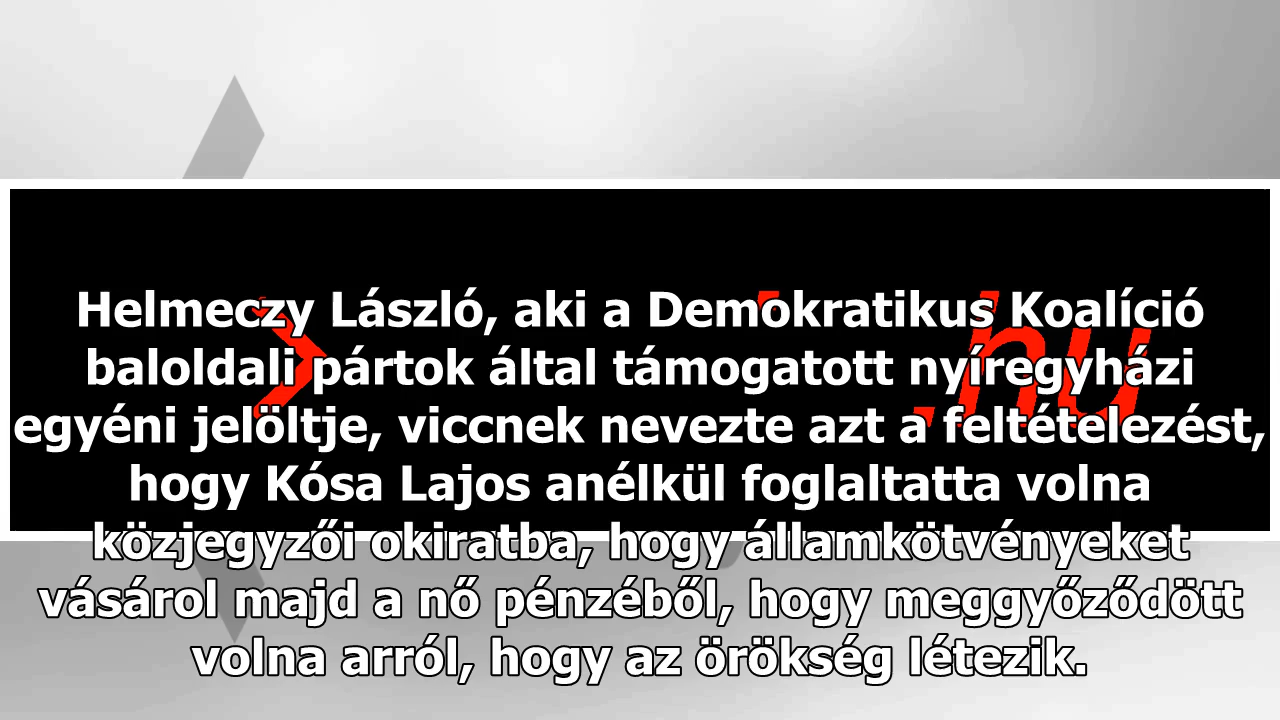 Helmeczy László, aki a Demokratikus Koalíció
baloldali pártok által támogatott nyíregyházi
egyéni jelöltje, viccnek nevezte azt a feltételezést,
hogy Kósa Lajos anélkül foglaltatta volna
közjegyzői okiratba, hogy államkötvényeket
vásárol majd a nő pénzéből, hogy meggyőződött
volna arról, hogy az örökség létezik.
.hu